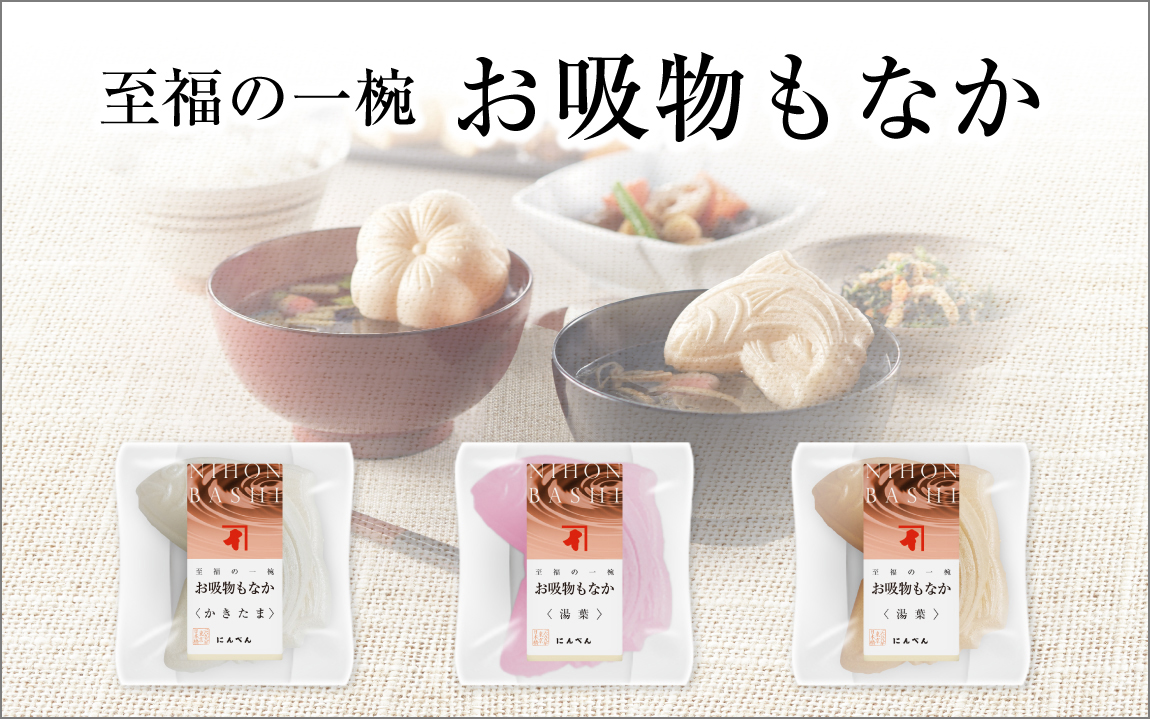 至福の一椀 お吸物もなか
NIHON
BASHI
至福の一椀
お吸物もなか
〈かきたま〉
にんべん
NIHON
BASHI
至福の一椀
お吸物もなか
〈湯葉〉
にんべん
NIHON
BASHI
至福の一椀
お吸物もなか
〈湯葉〉
にんべん